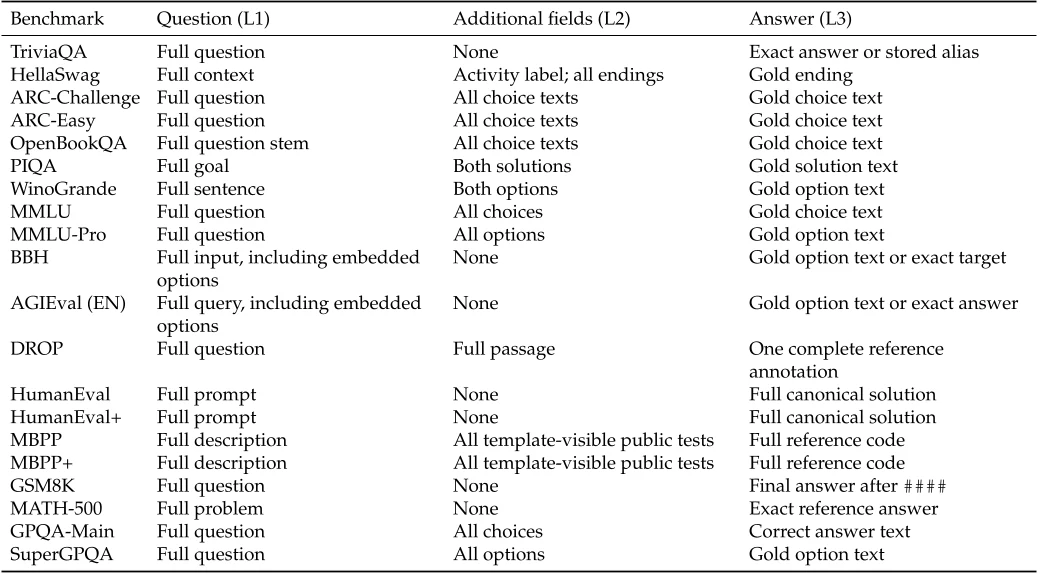 Benchmark Question (L1) Additional fields (L2) Answer (L3)
TriviaQA Full question None Exact answer or stored alias
HellaSwag Full context Activity label; all endings Gold ending
ARC-Challenge Full question All choice texts Gold choice text
ARC-Easy Full question All choice texts Gold choice text
OpenBookQA Full question stem All choice texts Gold choice text
PIQA Full goal Both solutions Gold solution text
WinoGrande Full sentence Both options Gold option text
MMLU Full question All choices Gold choice text
MMLU-Pro Full question All options Gold option text
BBH Full input, including embedded None Gold option text or exact target
options
AGIEval (EN) Full query, including embedded None Gold option text or exact answer
options
DROP Full question Full passage One complete reference
annotation
HumanEval Full prompt None Full canonical solution
HumanEval+ Full prompt None Full canonical solution
MBPP Full description All template-visible public tests Full reference code
MBPP+ Full description All template-visible public tests Full reference code
GSM8K Full question None Final answer after ####
MATH-500 Full problem None Exact reference answer
GPQA-Main Full question All choices Correct answer text
SuperGPQA Full question All options Gold option text